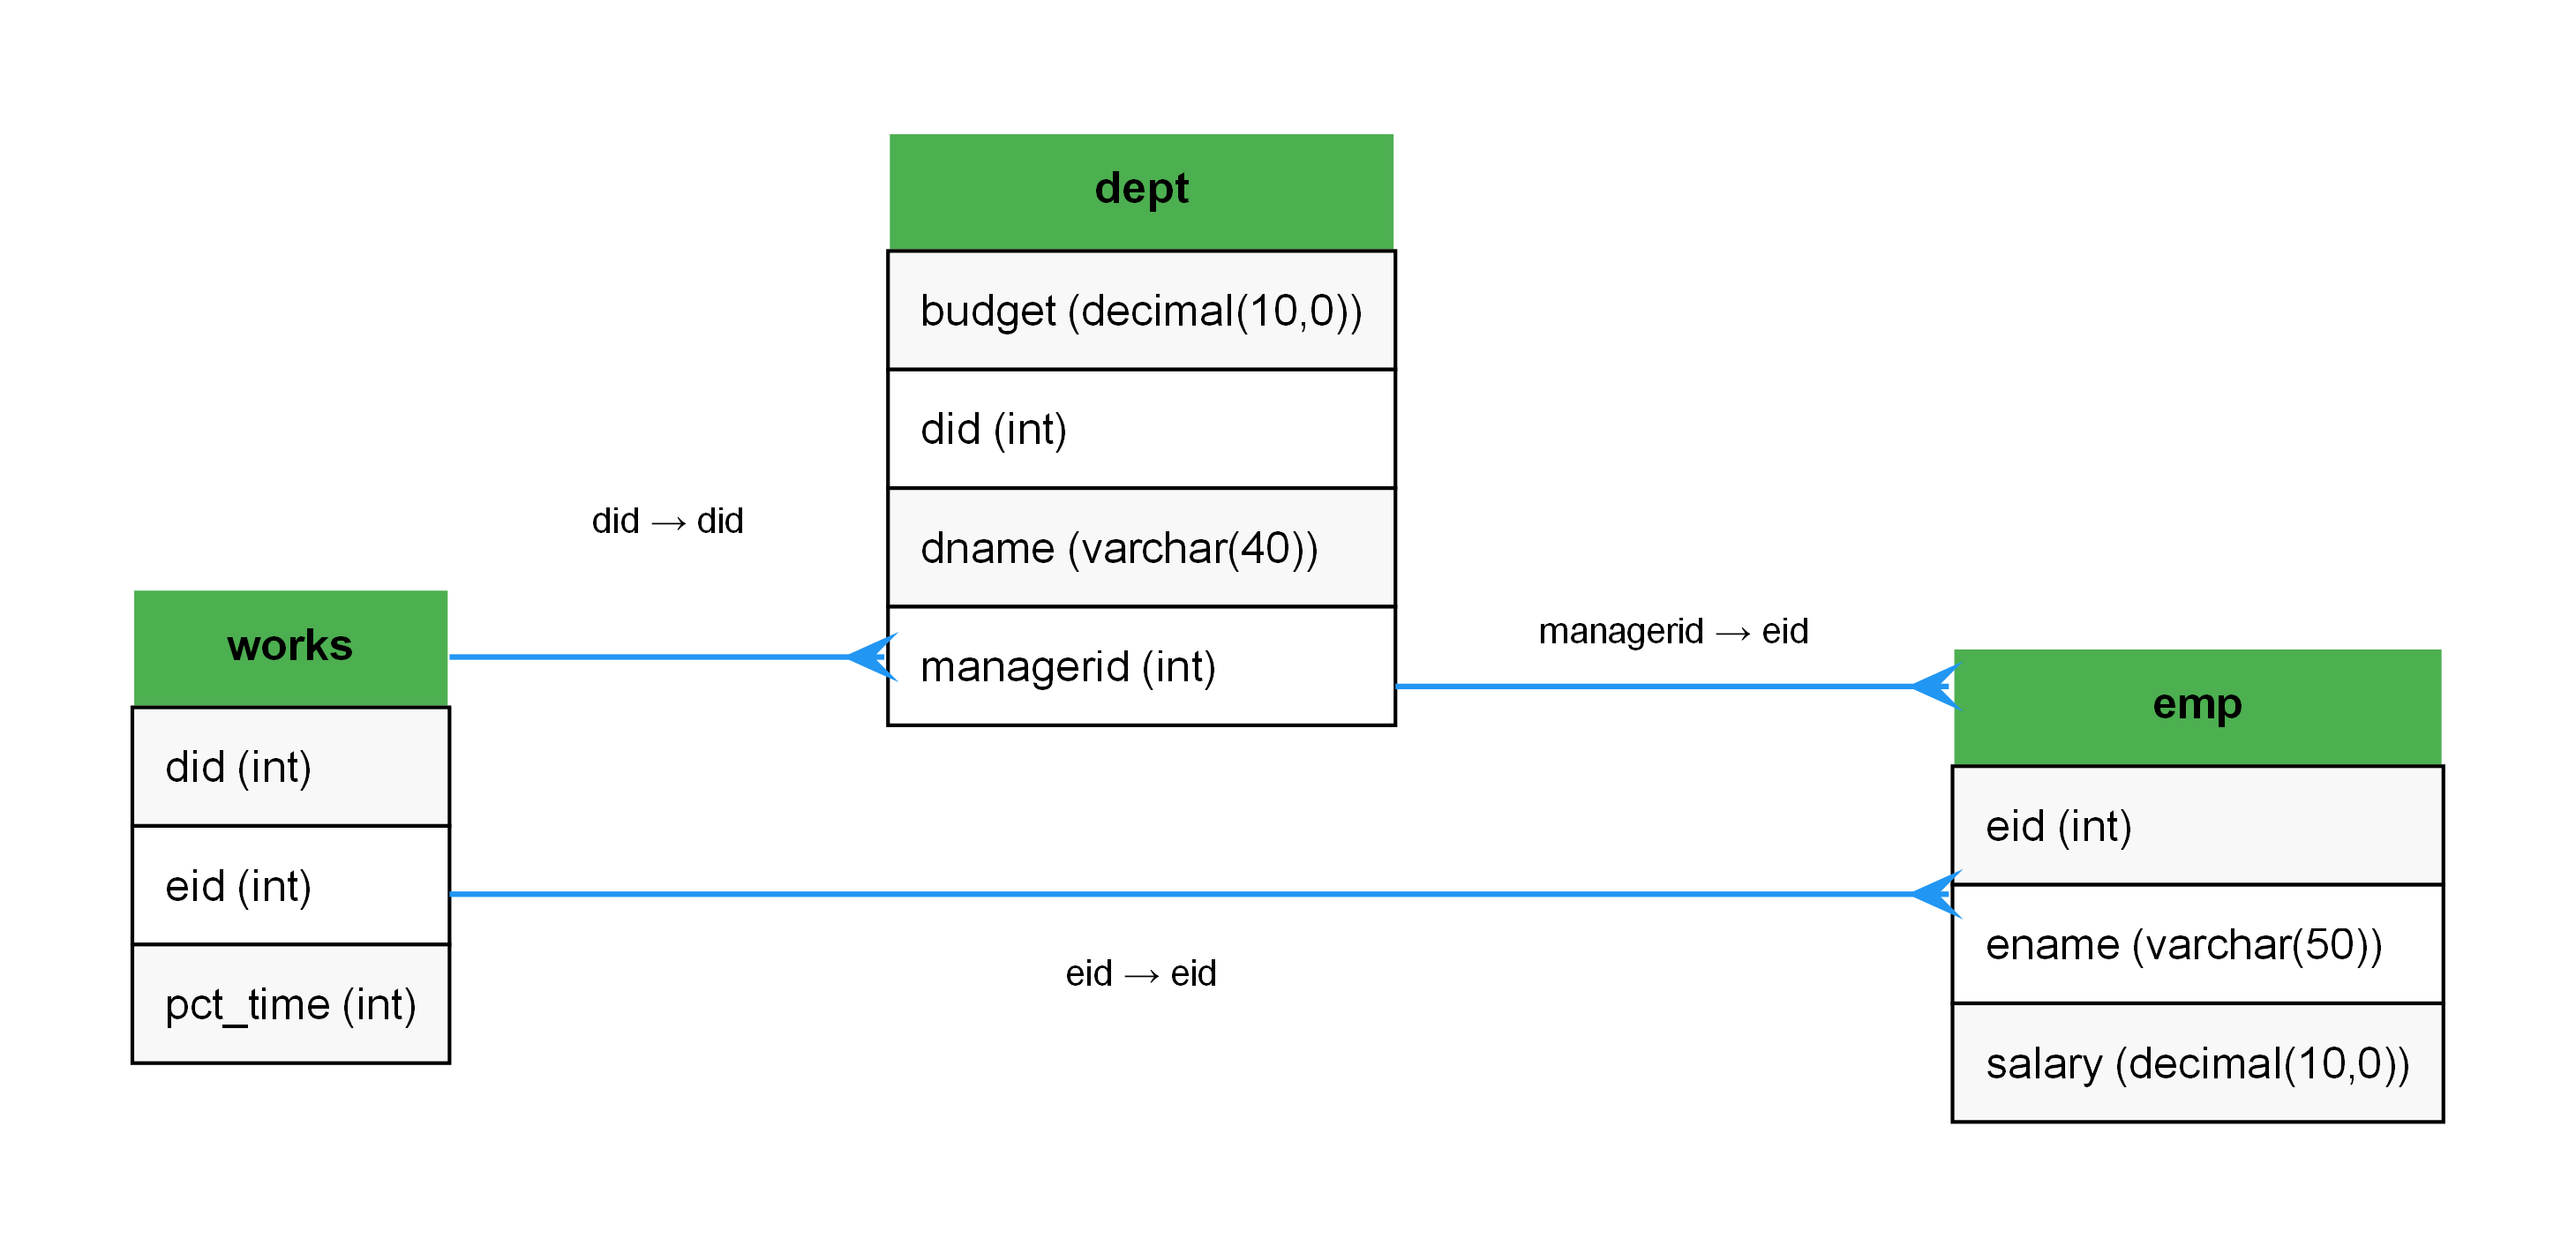 dept
budget (decimal(10,0))
did (int)
dname (varchar(40))
managerid (int)
did → did
works
did (int)
eid (int)
pct_time (int)
managerid → eid
emp
eid (int)
ename (varchar(50))
salary (decimal(10,0))
eid → eid